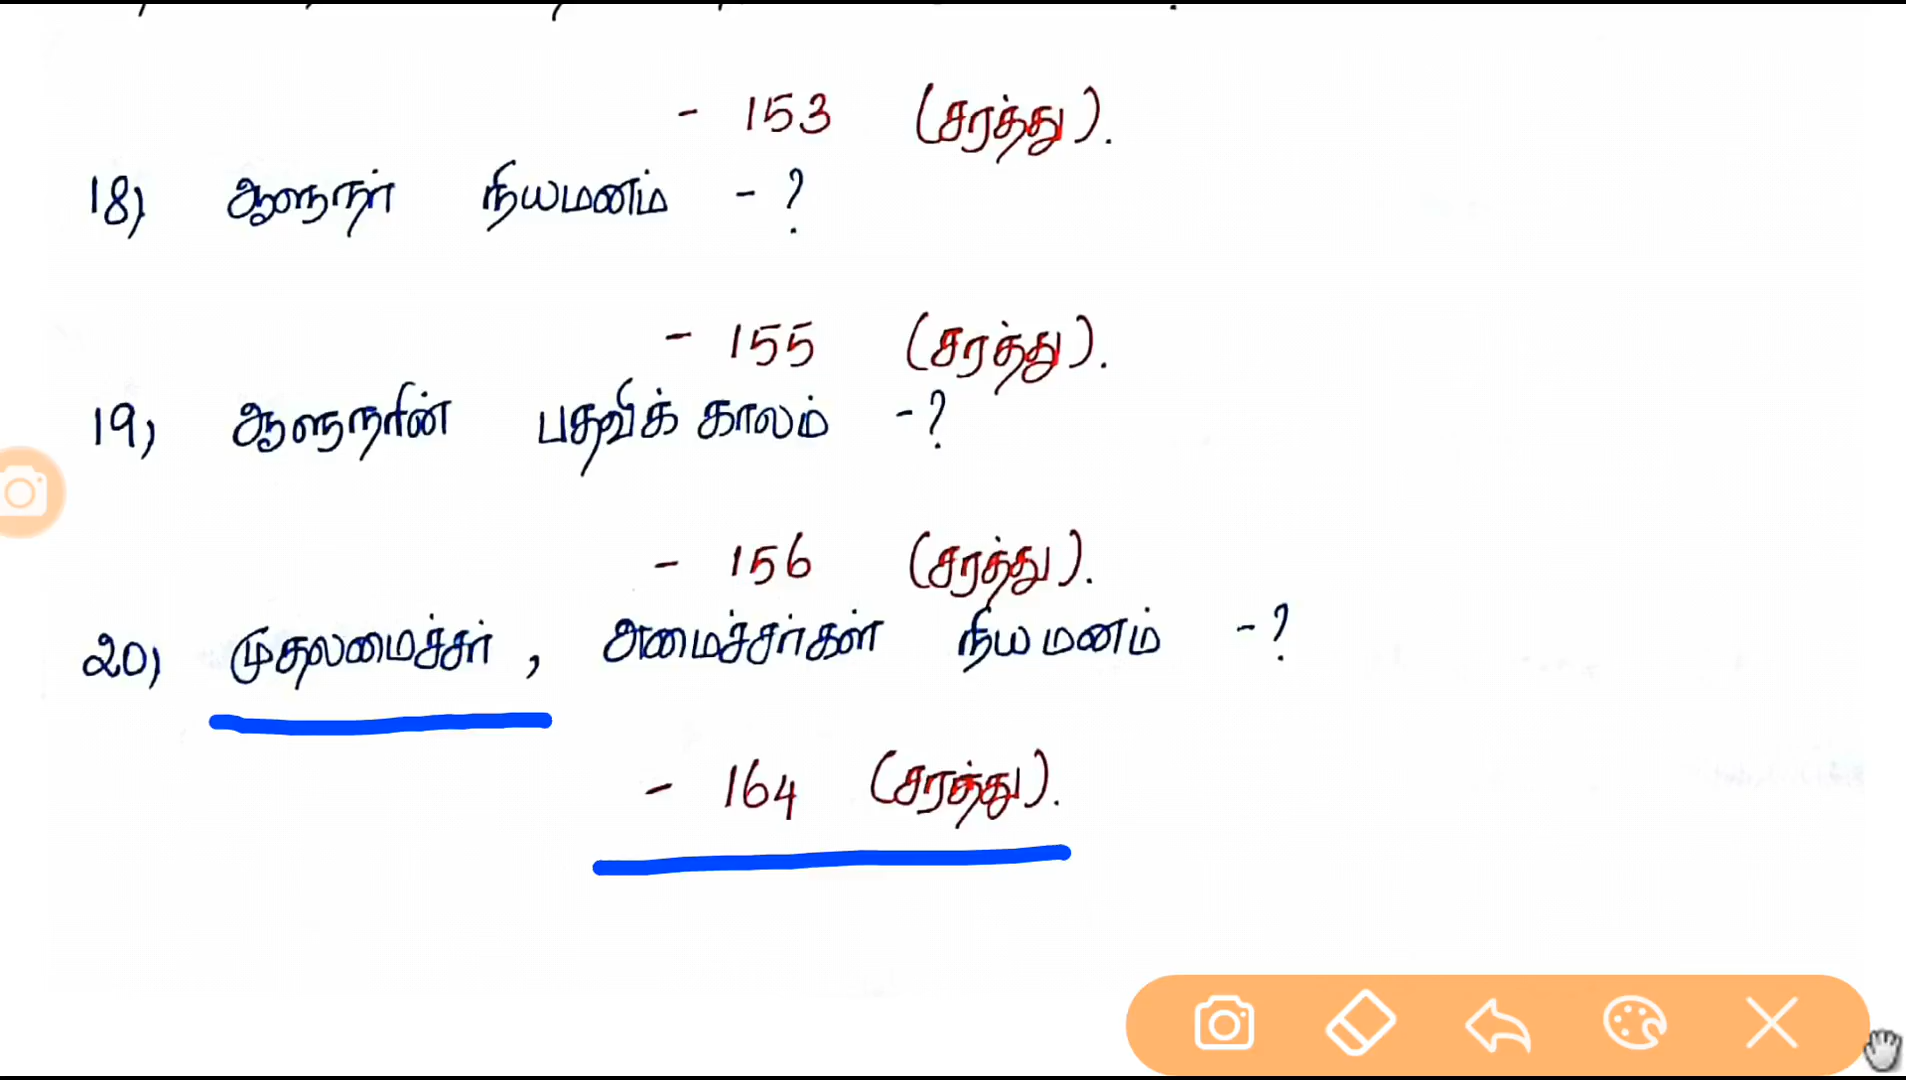 - 153 (சரத்து).
18) ஆளுநர் நியமனம் - ?
- 155 (சரத்து).
19) ஆளுநரின் பதவிக் காலம் - ?
- 156 (சரத்து).
20) முதலமைச்சர் , அமைச்சர்கள் நியமனம் - ?
- 164 (சரத்து).